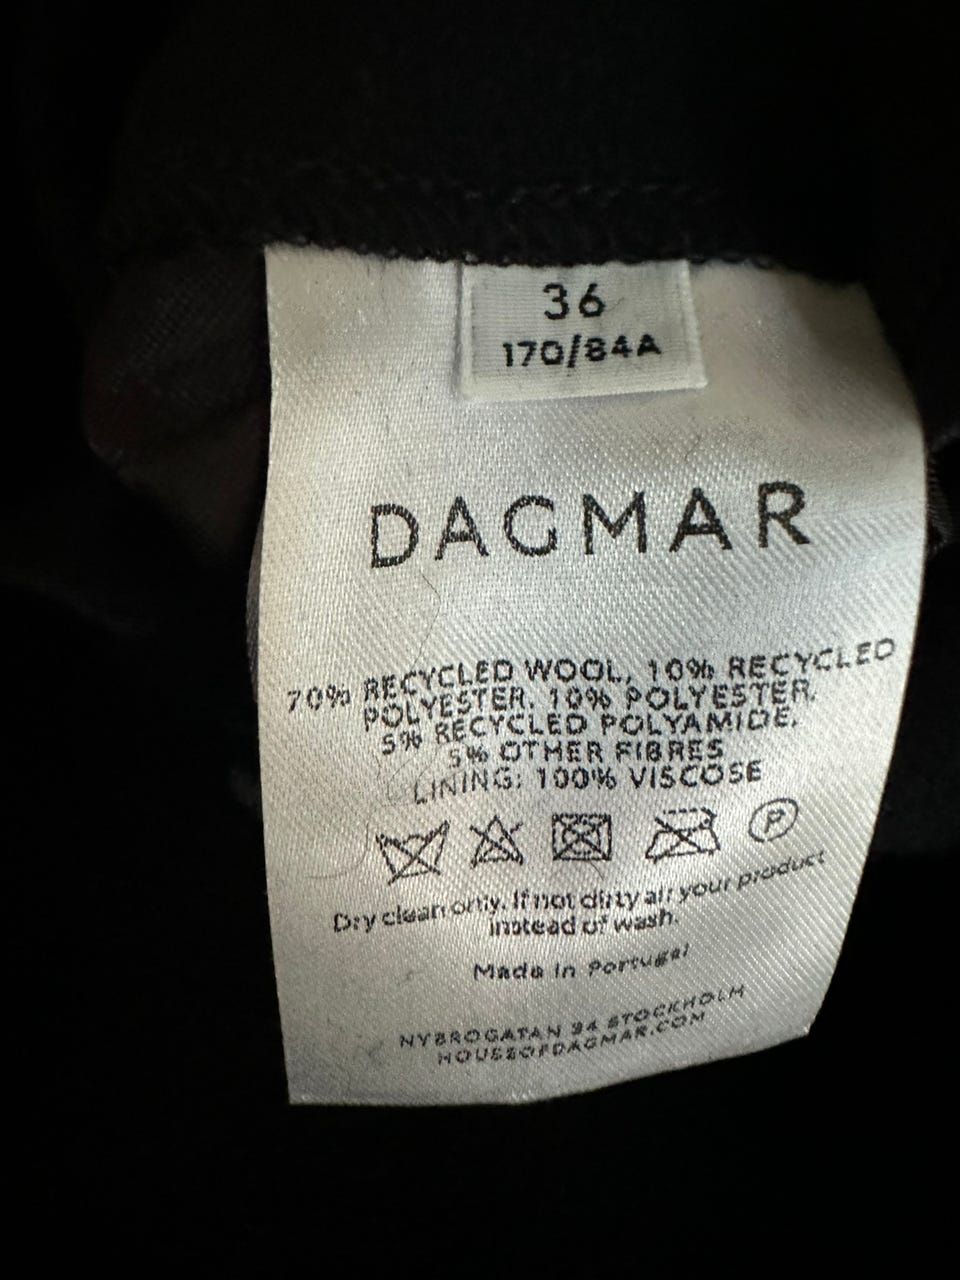 36
170/84A
DAGMAR
70% RECYCLED WOOL, 10% RECYCLED
POLYESTER, 10% POLYESTER,
5% RECYCLED POLYAMIDE,
5% OTHER FIBRES
LINING: 100% VISCOSE
P
Dry clean only. If not dirty air your product
instead of wash.
Made in Portugal
NYBROGATAN 34 STOCKHOLM
HOUSEOFDAGMAR.COM